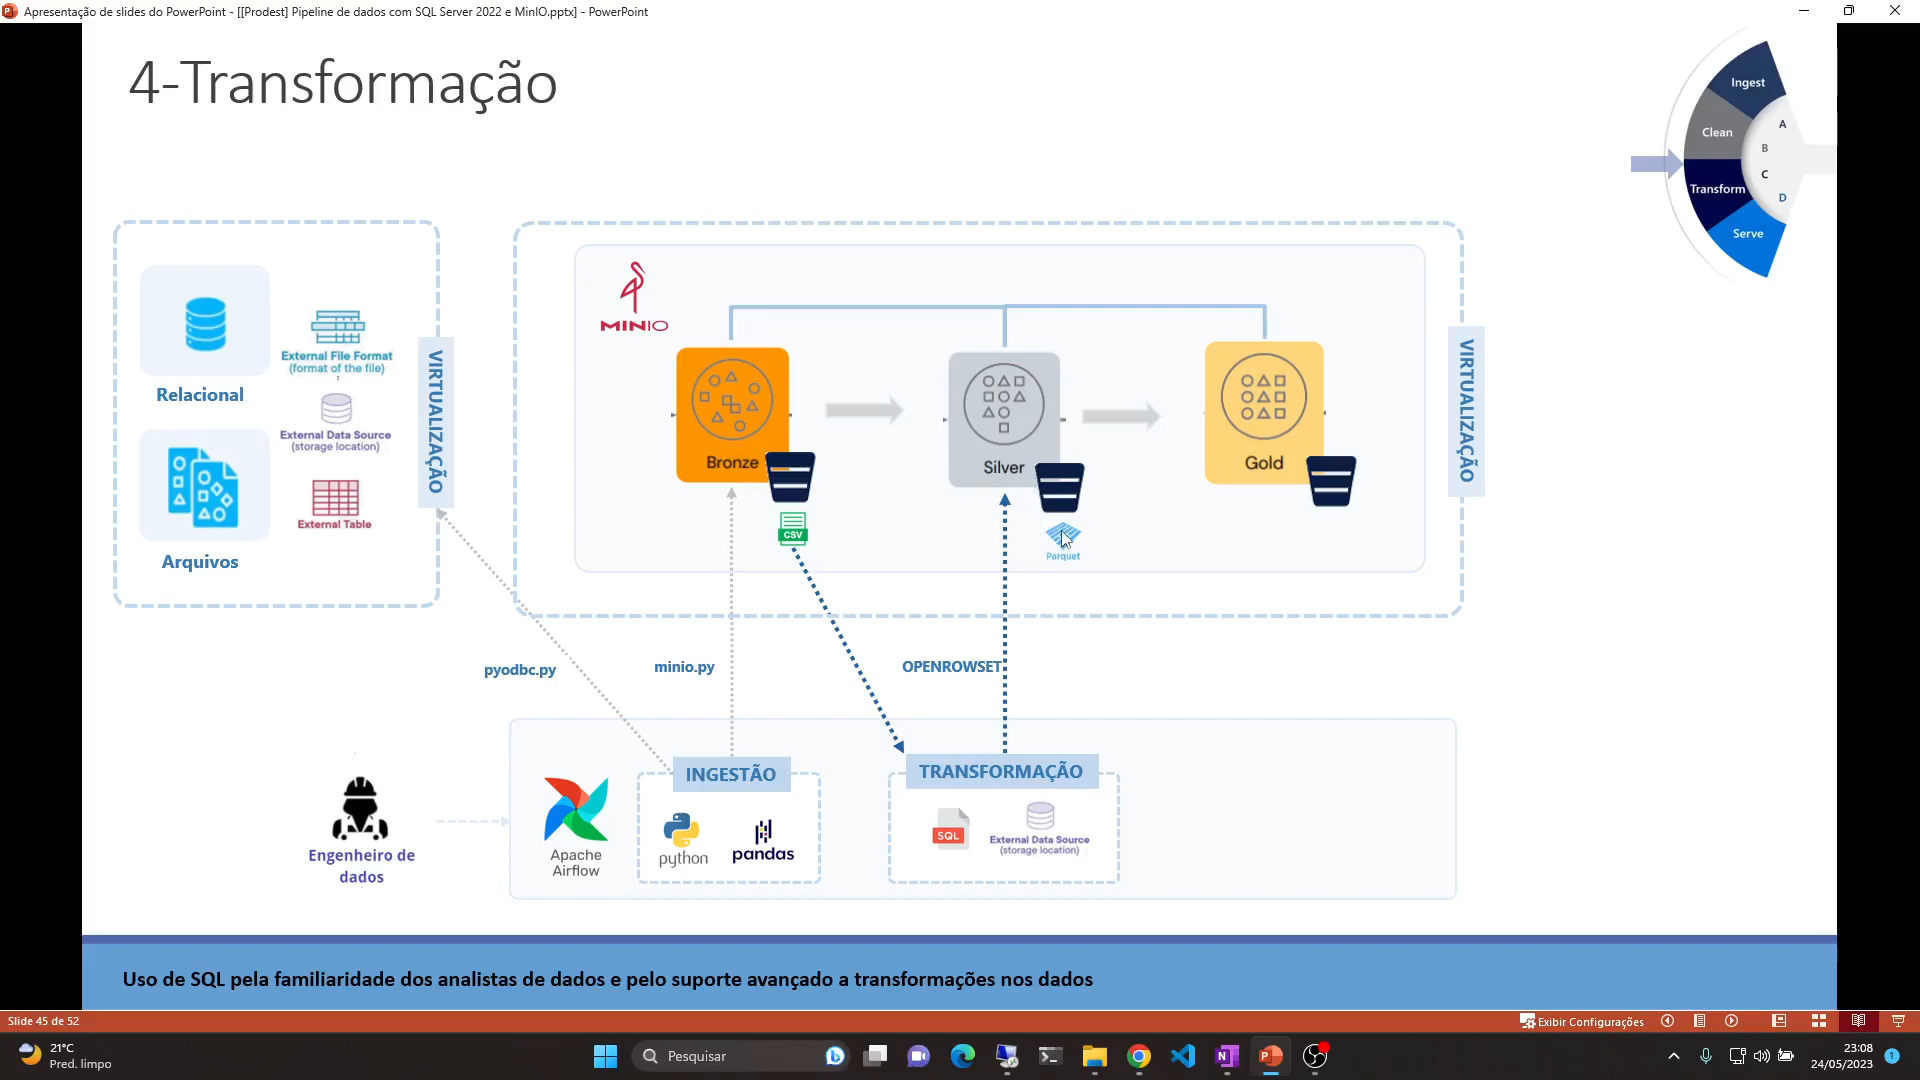 Apresentação de slides do PowerPoint - [[Prodest] Pipeline de dados com SQL Server 2022 e MinIO.pptx] - PowerPoint
4-Transformação
Ingest
Clean
Transform
Serve
A
B
C
D
Relacional
Arquivos
External File Format
(format of the file)
External Data Source
(storage location)
External Table
VIRTUALIZAÇÃO
MINIO
Bronze
CSV
Silver
Parquet
Gold
VIRTUALIZAÇÃO
pyodbc.py
minio.py
OPENROWSET
Engenheiro de
dados
Apache
Airflow
INGESTÃO
python
pandas
TRANSFORMAÇÃO
SQL
External Data Source
(storage location)
Uso de SQL pela familiaridade dos analistas de dados e pelo suporte avançado a transformações nos dados
Slide 45 de 52
Exibir Configurações
21°C
Pred. limpo
Pesquisar
23:08
24/05/2023
1